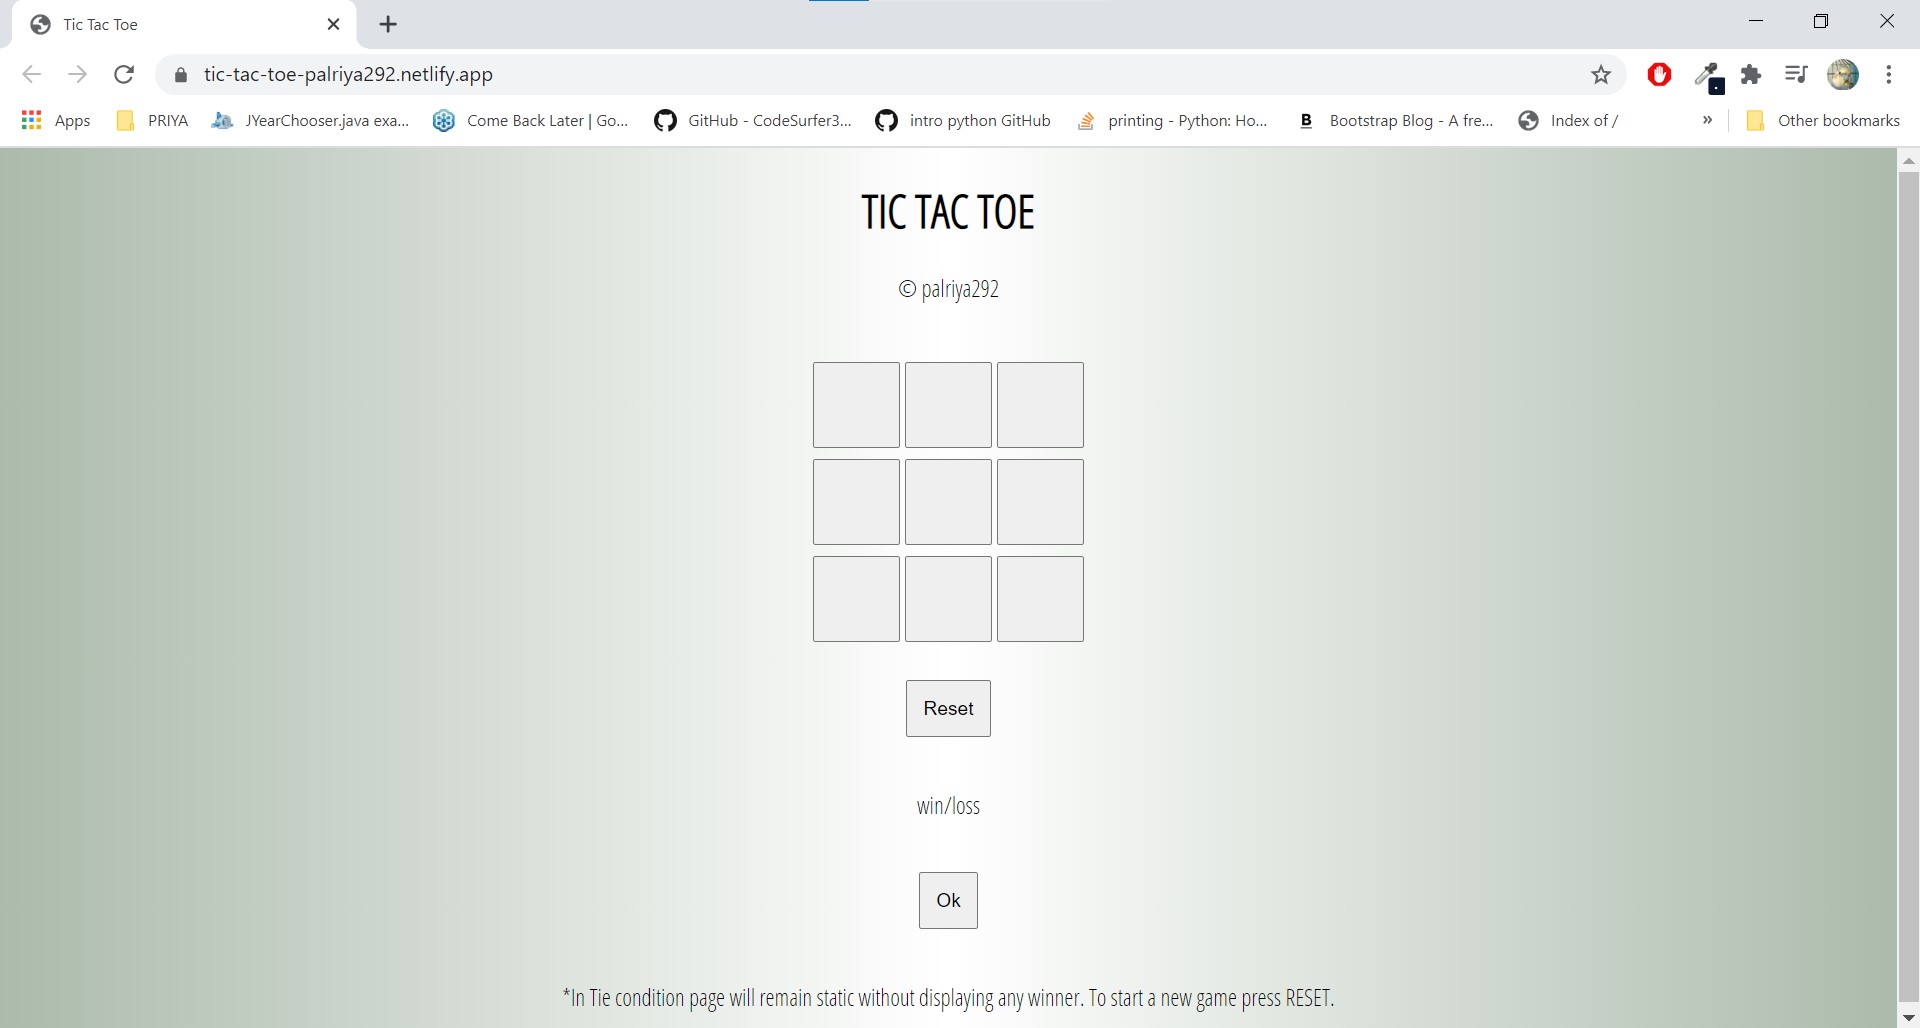 Tic Tac Toe
tic-tac-toe-palriya292.netlify.app
Apps PRIYA JYearChooser.java exa... Come Back Later | Go... GitHub - CodeSurfer3... intro python GitHub printing - Python: Ho... B Bootstrap Blog - A fre... Index of / » Other bookmarks
TIC TAC TOE
© palriya292
Reset
win/loss
Ok
*In Tie condition page will remain static without displaying any winner. To start a new game press RESET.